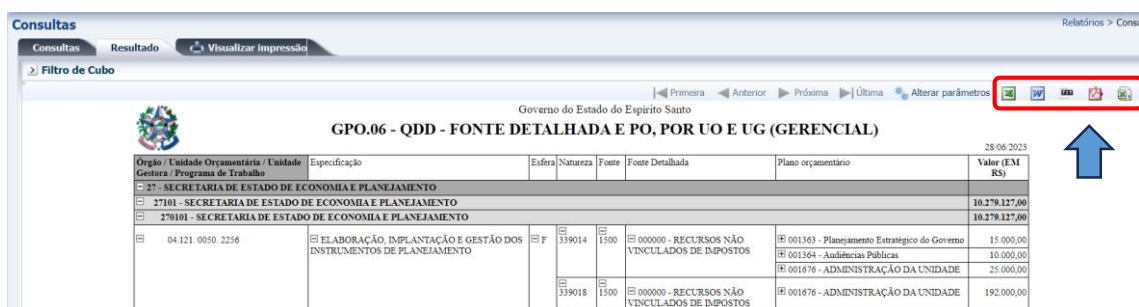 Consultas
Relatórios > Consu
Consultas Resultado Visualizar impressão
Filtro de Cubo
Primeira Anterior Próxima Última Alterar parâmetros
Governo do Estado do Espírito Santo
GPO.06 - QDD - FONTE DETALHADA E PO, POR UO E UG (GERENCIAL)
28/06/2023
Órgão / Unidade Orçamentária / Unidade Gestora / Programa de Trabalho Especificação Esfera Natureza Fonte Fonte Detalhada Plano orçamentário Valor (EM R$)
27 - SECRETARIA DE ESTADO DE ECONOMIA E PLANEJAMENTO
27101 - SECRETARIA DE ESTADO DE ECONOMIA E PLANEJAMENTO 10.279.127,00
270101 - SECRETARIA DE ESTADO DE ECONOMIA E PLANEJAMENTO 10.279.127,00
04.121. 0050. 2256 ELABORAÇÃO, IMPLANTAÇÃO E GESTÃO DOS F 339014 1500 000000 - RECURSOS NÃO 001363 - Planejamento Estratégico do Governo 15.000,00
INSTRUMENTOS DE PLANEJAMENTO VINCULADOS DE IMPOSTOS 001364 - Audiências Públicas 10.000,00
001676 - ADMINISTRAÇÃO DA UNIDADE 25.000,00
339018 1500 000000 - RECURSOS NÃO 001676 - ADMINISTRAÇÃO DA UNIDADE 192.000,00
VINCULADOS DE IMPOSTOS